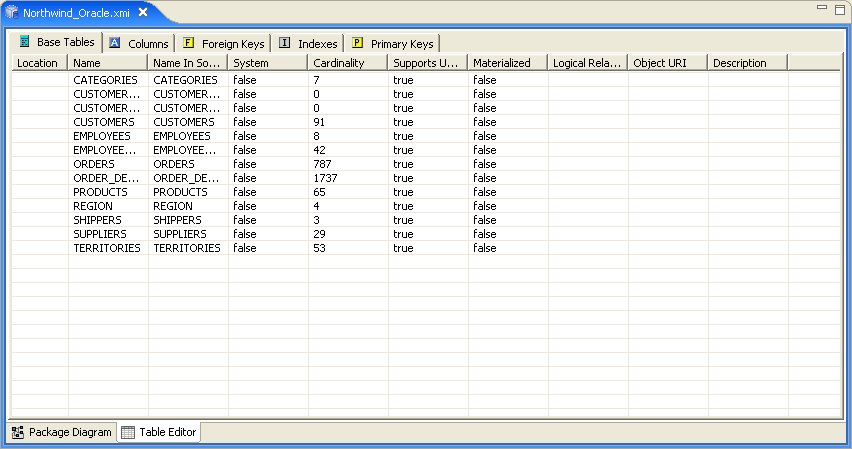 Northwind_Oracle.xmi
Base Tables Columns Foreign Keys Indexes Primary Keys
Location Name Name In So... System Cardinality Supports U... Materialized Logical Rela... Object URI Description
CATEGORIES CATEGORIES false 7 true false
CUSTOMER... CUSTOMER... false 0 true false
CUSTOMER... CUSTOMER... false 0 true false
CUSTOMERS CUSTOMERS false 91 true false
EMPLOYEES EMPLOYEES false 8 true false
EMPLOYEE... EMPLOYEE... false 42 true false
ORDERS ORDERS false 787 true false
ORDER_DE... ORDER_DE... false 1737 true false
PRODUCTS PRODUCTS false 65 true false
REGION REGION false 4 true false
SHIPPERS SHIPPERS false 3 true false
SUPPLIERS SUPPLIERS false 29 true false
TERRITORIES TERRITORIES false 53 true false
Package Diagram Table Editor